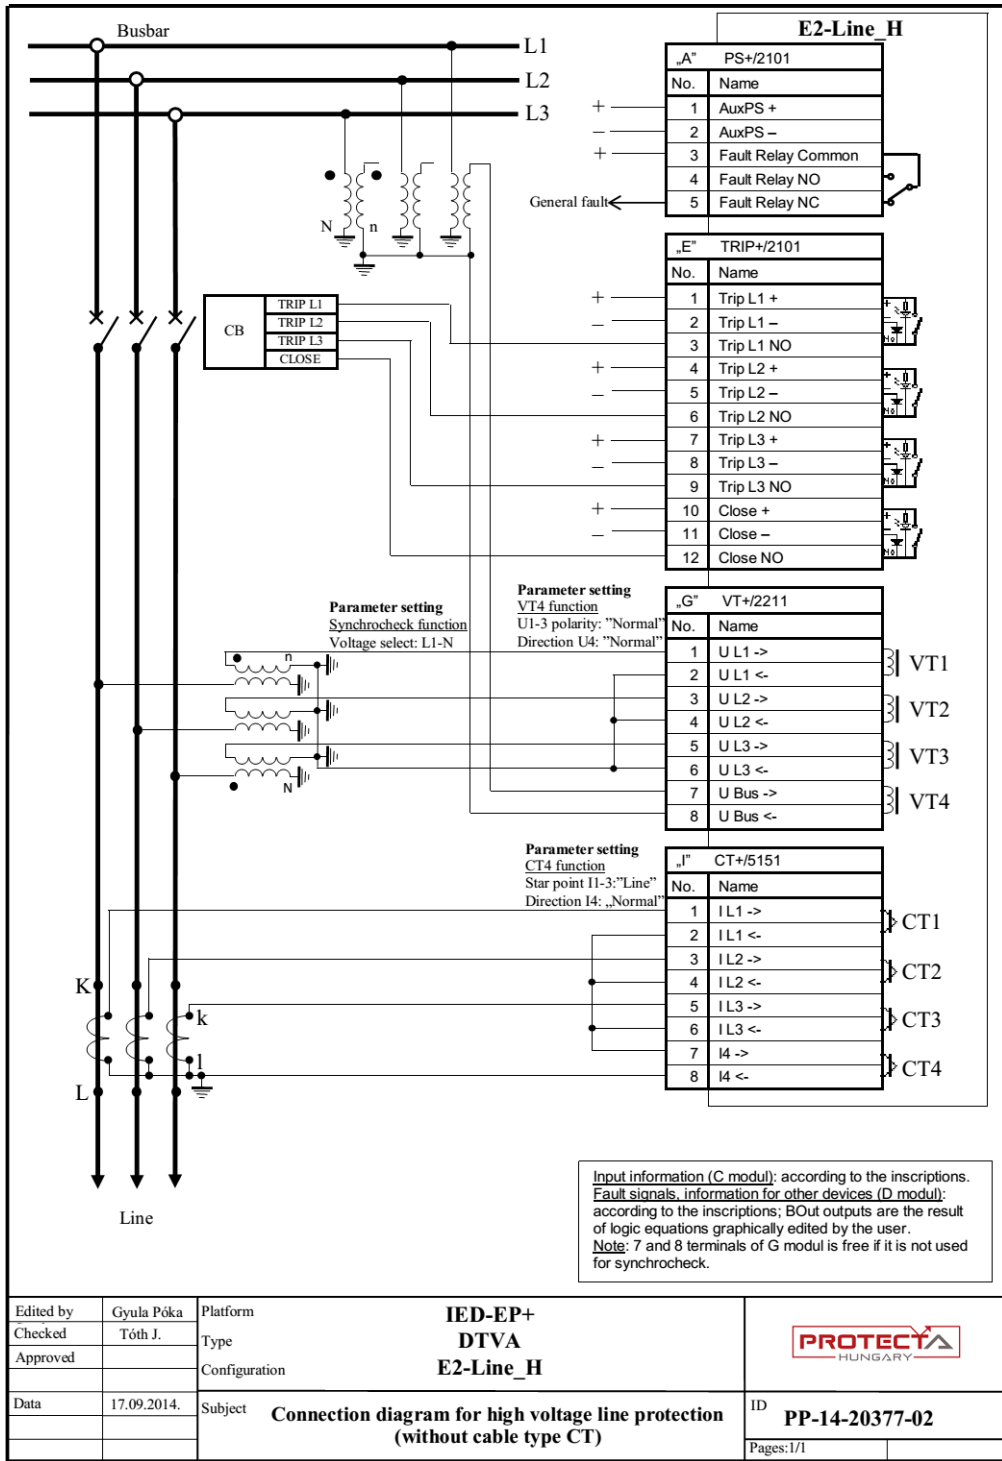 Busbar
L1
L2
L3
E2-Line_H
„A" PS+/2101
No. Name
+ 1 AuxPS +
– 2 AuxPS –
+ 3 Fault Relay Common
4 Fault Relay NO
General fault 5 Fault Relay NC
N n
„E" TRIP+/2101
No. Name
+ 1 Trip L1 +
– 2 Trip L1 –
3 Trip L1 NO
+ 4 Trip L2 +
– 5 Trip L2 –
6 Trip L2 NO
+ 7 Trip L3 +
– 8 Trip L3 –
9 Trip L3 NO
+ 10 Close +
– 11 Close –
12 Close NO
+ No
+ No
+ No
+ No
CB
TRIP L1
TRIP L2
TRIP L3
CLOSE
Parameter setting
Synchrocheck function
Voltage select: L1-N
Parameter setting
VT4 function
U1-3 polarity: "Normal"
Direction U4: "Normal"
n
N
„G" VT+/2211
No. Name
1 U L1 ->
2 U L1 <-
3 U L2 ->
4 U L2 <-
5 U L3 ->
6 U L3 <-
7 U Bus ->
8 U Bus <-
VT1
VT2
VT3
VT4
Parameter setting
CT4 function
Star point I1-3:"Line"
Direction I4: „Normal"
„I" CT+/5151
No. Name
1 I L1 ->
2 I L1 <-
3 I L2 ->
4 I L2 <-
5 I L3 ->
6 I L3 <-
7 I4 ->
8 I4 <-
CT1
CT2
CT3
CT4
K
k
l
L
Line
Input information (C modul): according to the inscriptions.
Fault signals, information for other devices (D modul):
according to the inscriptions; BOut outputs are the result
of logic equations graphically edited by the user.
Note: 7 and 8 terminals of G modul is free if it is not used
for synchrocheck.
Edited by Gyula Póka
Checked Tóth J.
Approved
Data 17.09.2014.
Platform IED-EP+
Type DTVA
Configuration E2-Line_H
Subject Connection diagram for high voltage line protection
(without cable type CT)
PROTECTA
HUNGARY
ID PP-14-20377-02
Pages:1/1